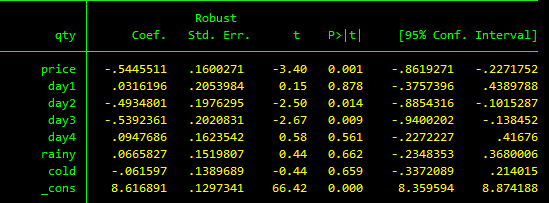 Robust
qty Coef. Std. Err. t P>|t| [95% Conf. Interval]
price -.5445511 .1600271 -3.40 0.001 -.8619271 -.2271752
day1 .0316196 .2053984 0.15 0.878 -.3757396 .4389788
day2 -.4934801 .1976295 -2.50 0.014 -.8854316 -.1015287
day3 -.5392361 .2020831 -2.67 0.009 -.9400202 -.138452
day4 .0947686 .1623542 0.58 0.561 -.2272227 .41676
rainy .0665827 .1519807 0.44 0.662 -.2348353 .3680006
cold -.061597 .1389689 -0.44 0.659 -.3372089 .214015
_cons 8.616891 .1297341 66.42 0.000 8.359594 8.874188